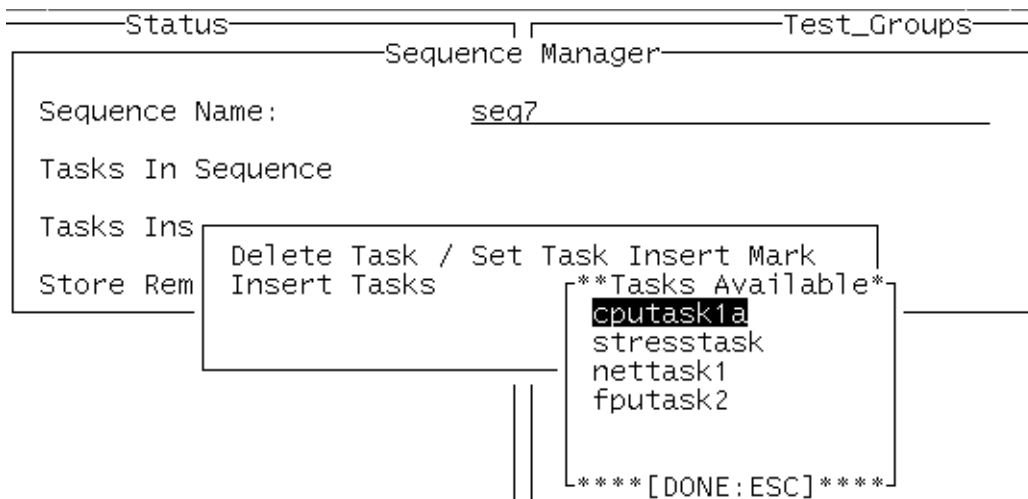 Status Test_Groups
Sequence Manager
Sequence Name: seq7
Tasks In Sequence
Tasks Ins
Delete Task / Set Task Insert Mark
Store Rem
Insert Tasks
**Tasks Available*
cputask1a
stresstask
nettask1
fputask2
****[DONE:ESC]****